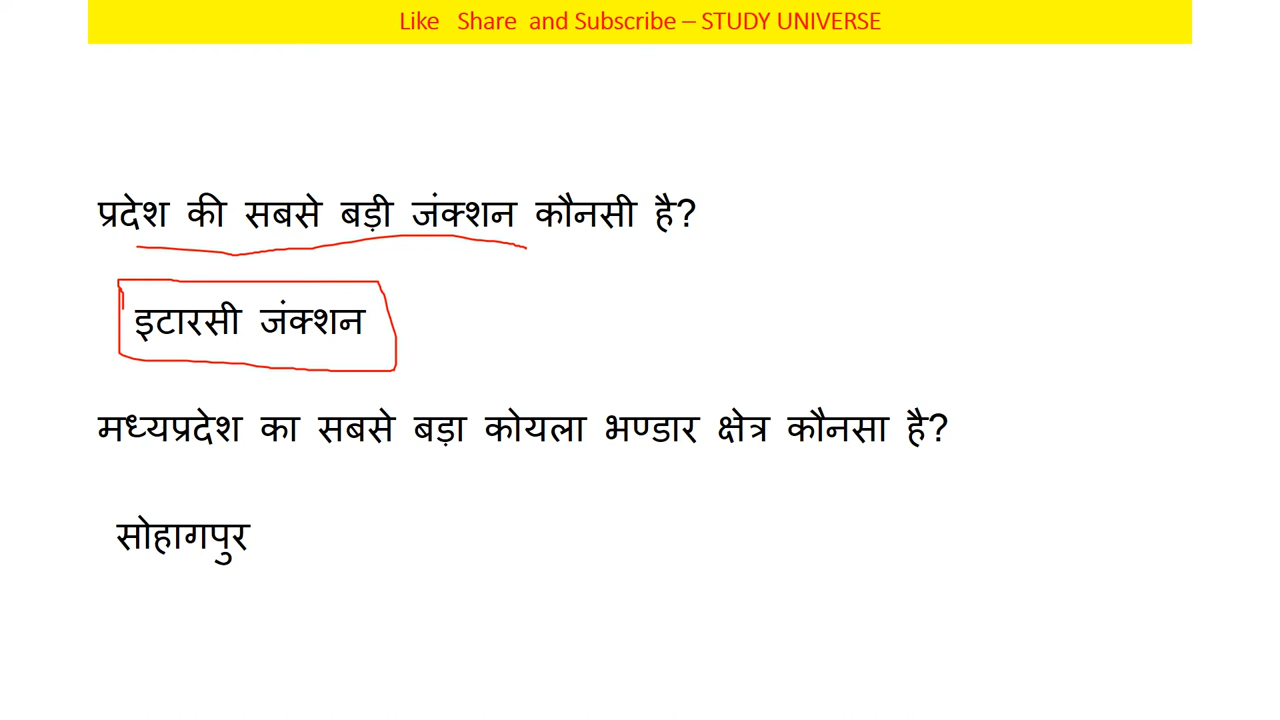 Like Share and Subscribe – STUDY UNIVERSE
प्रदेश की सबसे बड़ी जंक्शन कौनसी है?
इटारसी जंक्शन
मध्यप्रदेश का सबसे बड़ा कोयला भण्डार क्षेत्र कौनसा है?
सोहागपुर